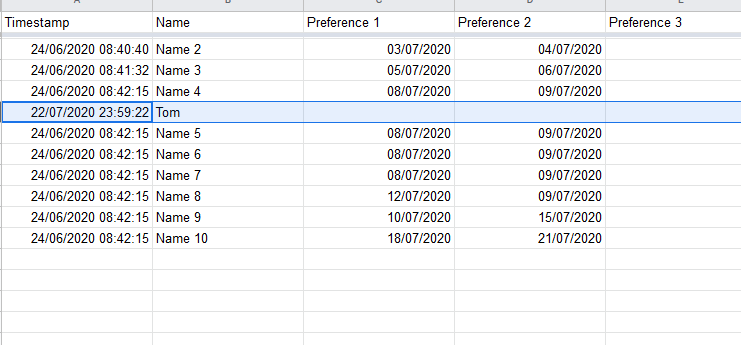 Timestamp Name Preference 1 Preference 2 Preference 3
24/06/2020 08:40:40 Name 2 03/07/2020 04/07/2020
24/06/2020 08:41:32 Name 3 05/07/2020 06/07/2020
24/06/2020 08:42:15 Name 4 08/07/2020 09/07/2020
22/07/2020 23:59:22 Tom
24/06/2020 08:42:15 Name 5 08/07/2020 09/07/2020
24/06/2020 08:42:15 Name 6 08/07/2020 09/07/2020
24/06/2020 08:42:15 Name 7 08/07/2020 09/07/2020
24/06/2020 08:42:15 Name 8 12/07/2020 09/07/2020
24/06/2020 08:42:15 Name 9 10/07/2020 15/07/2020
24/06/2020 08:42:15 Name 10 18/07/2020 21/07/2020